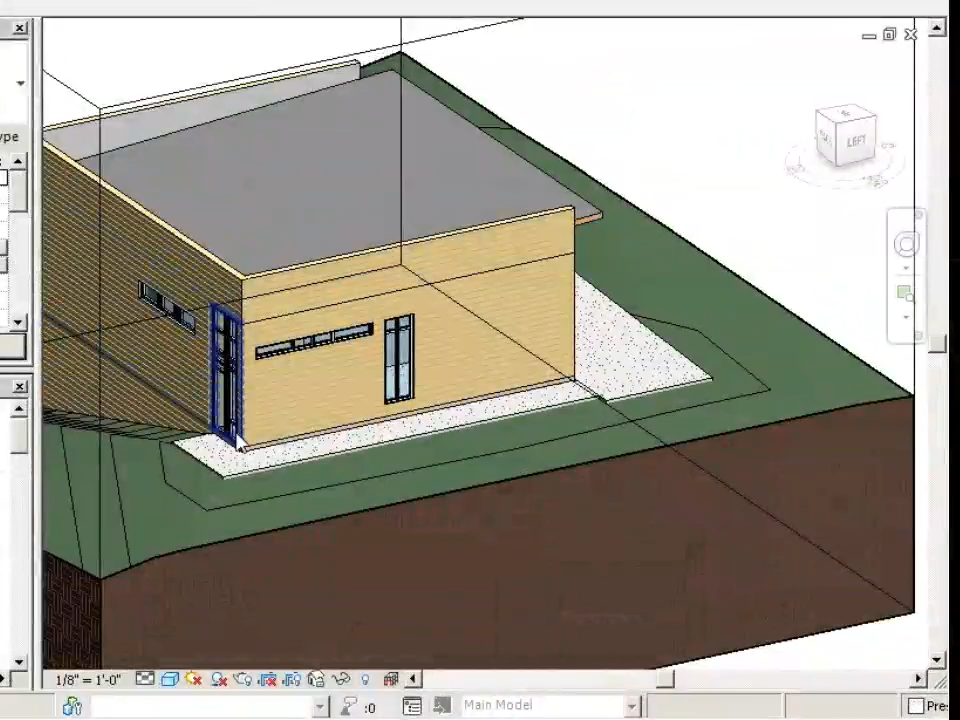 ype
LEFT
1/8" = 1'-0"
:0
Main Model
Pre